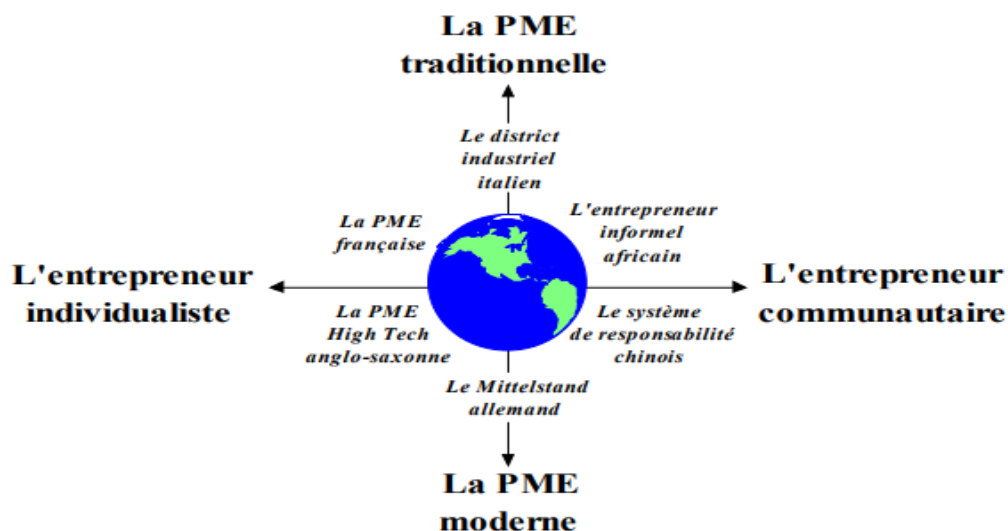 La PME
traditionnelle
Le district
industriel
italien
La PME
française
L'entrepreneur
informel
africain
L'entrepreneur
individualiste
L'entrepreneur
communautaire
La PME
High Tech
anglo-saxonne
Le système
de responsabilité
chinois
Le Mittelstand
allemand
La PME
moderne